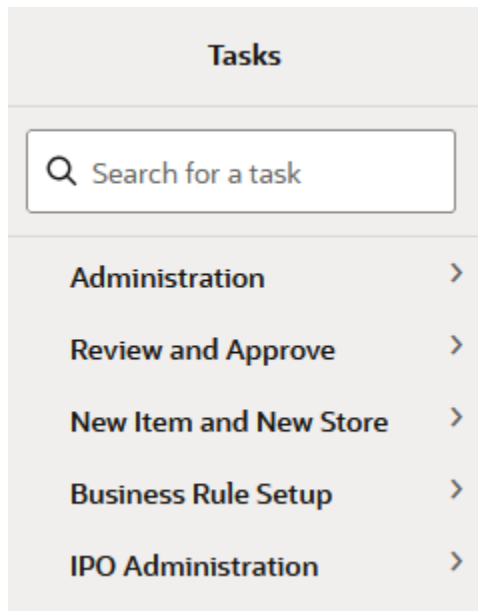 Tasks
Search for a task
Administration
Review and Approve
New Item and New Store
Business Rule Setup
IPO Administration